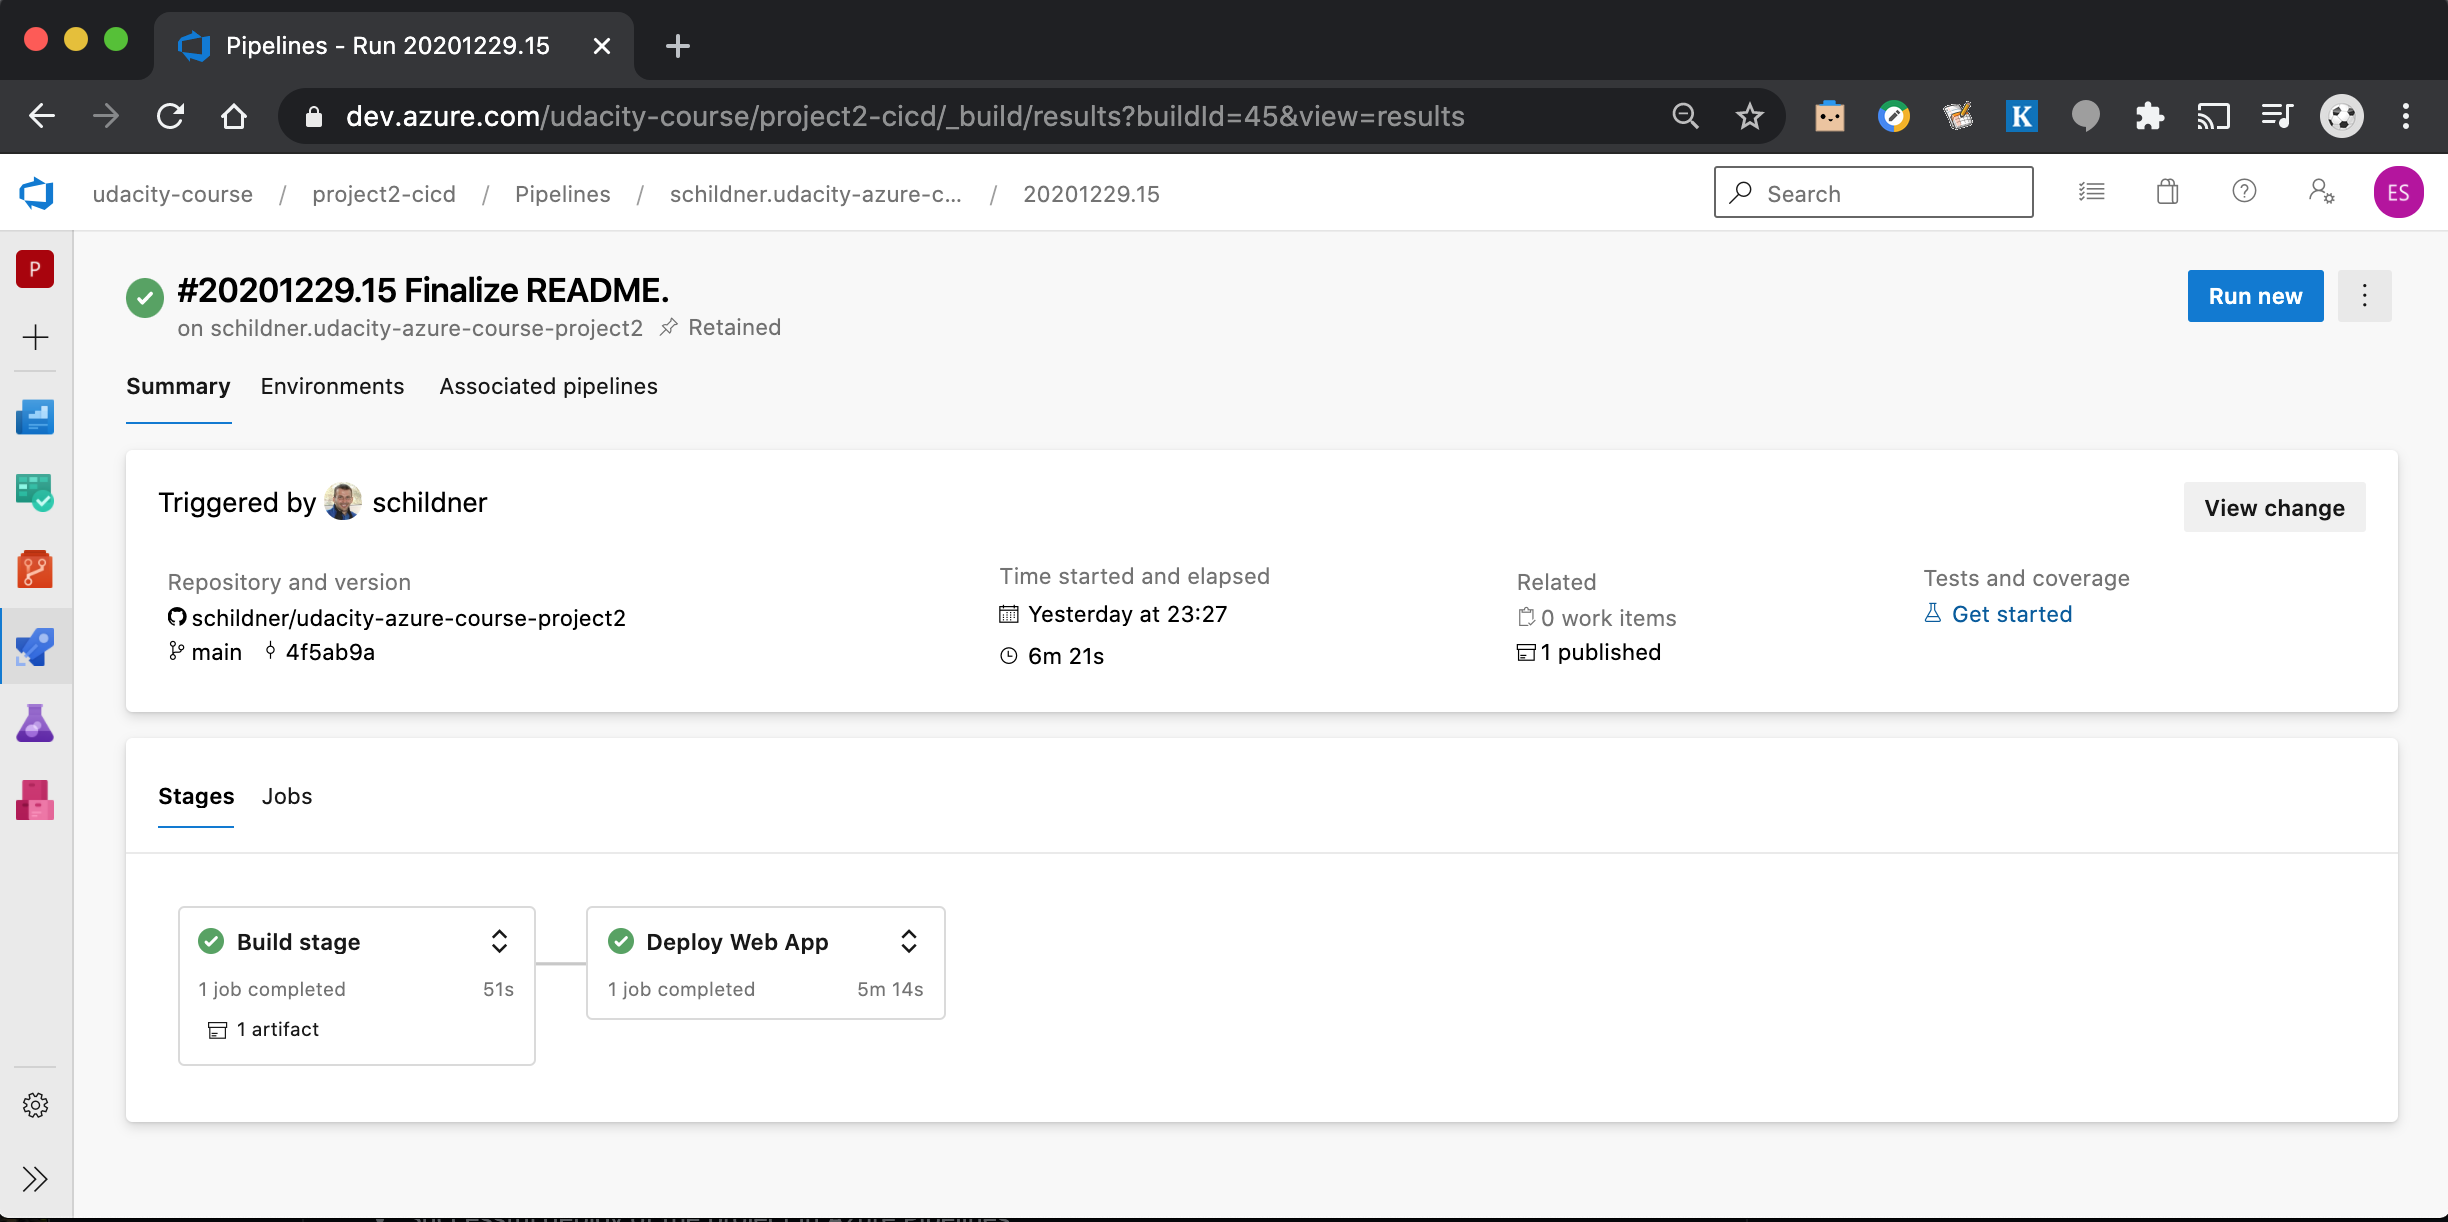 Pipelines - Run 20201229.15
dev.azure.com/udacity-course/project2-cicd/_build/results?buildId=45&view=results
K
udacity-course / project2-cicd / Pipelines / schildner.udacity-azure-c... / 20201229.15
Search
ES
P
#20201229.15 Finalize README.
on schildner.udacity-azure-course-project2 Retained
Run new
Summary Environments Associated pipelines
Triggered by schildner
View change
Repository and version
schildner/udacity-azure-course-project2
main 4f5ab9a
Time started and elapsed
Yesterday at 23:27
6m 21s
Related
0 work items
1 published
Tests and coverage
Get started
Stages Jobs
Build stage
1 job completed 51s
1 artifact
Deploy Web App
1 job completed 5m 14s